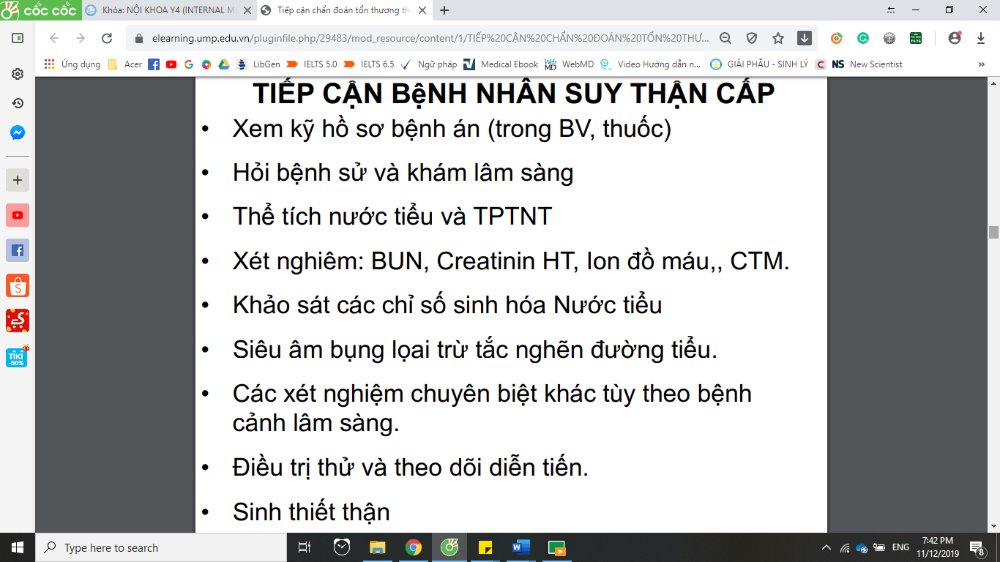 cốc cốc
Khóa: NỘI KHOA Y4 (INTERNAL M
Tiếp cận chẩn đoán tổn thương th
elearning.ump.edu.vn/pluginfile.php/29483/mod_resource/content/1/TIẾP%20CẬN%20CHẨN%20ĐOÁN%20TỔN%20THƯ...
Ứng dụng
Acer
LibGen
IELTS 5.0
IELTS 6.5
Ngữ pháp
Medical Ebook
Web MD
WebMD
Video Hướng dẫn n...
GIẢI PHẪU - SINH LÝ
C
NS
New Scientist
TIẾP CẬN BệNH NHÂN SUY THẬN CẤP
• Xem kỹ hồ sơ bệnh án (trong BV, thuốc)
• Hỏi bệnh sử và khám lâm sàng
• Thể tích nước tiểu và TPTNT
• Xét nghiêm: BUN, Creatinin HT, Ion đồ máu,, CTM.
• Khảo sát các chỉ số sinh hóa Nước tiểu
• Siêu âm bụng lọai trừ tắc nghẽn đường tiểu.
• Các xét nghiệm chuyên biệt khác tùy theo bệnh
cảnh lâm sàng.
• Điều trị thử và theo dõi diễn tiến.
• Sinh thiết thận
TIKI
-50%
Type here to search
ENG
7:42 PM
11/12/2019
8